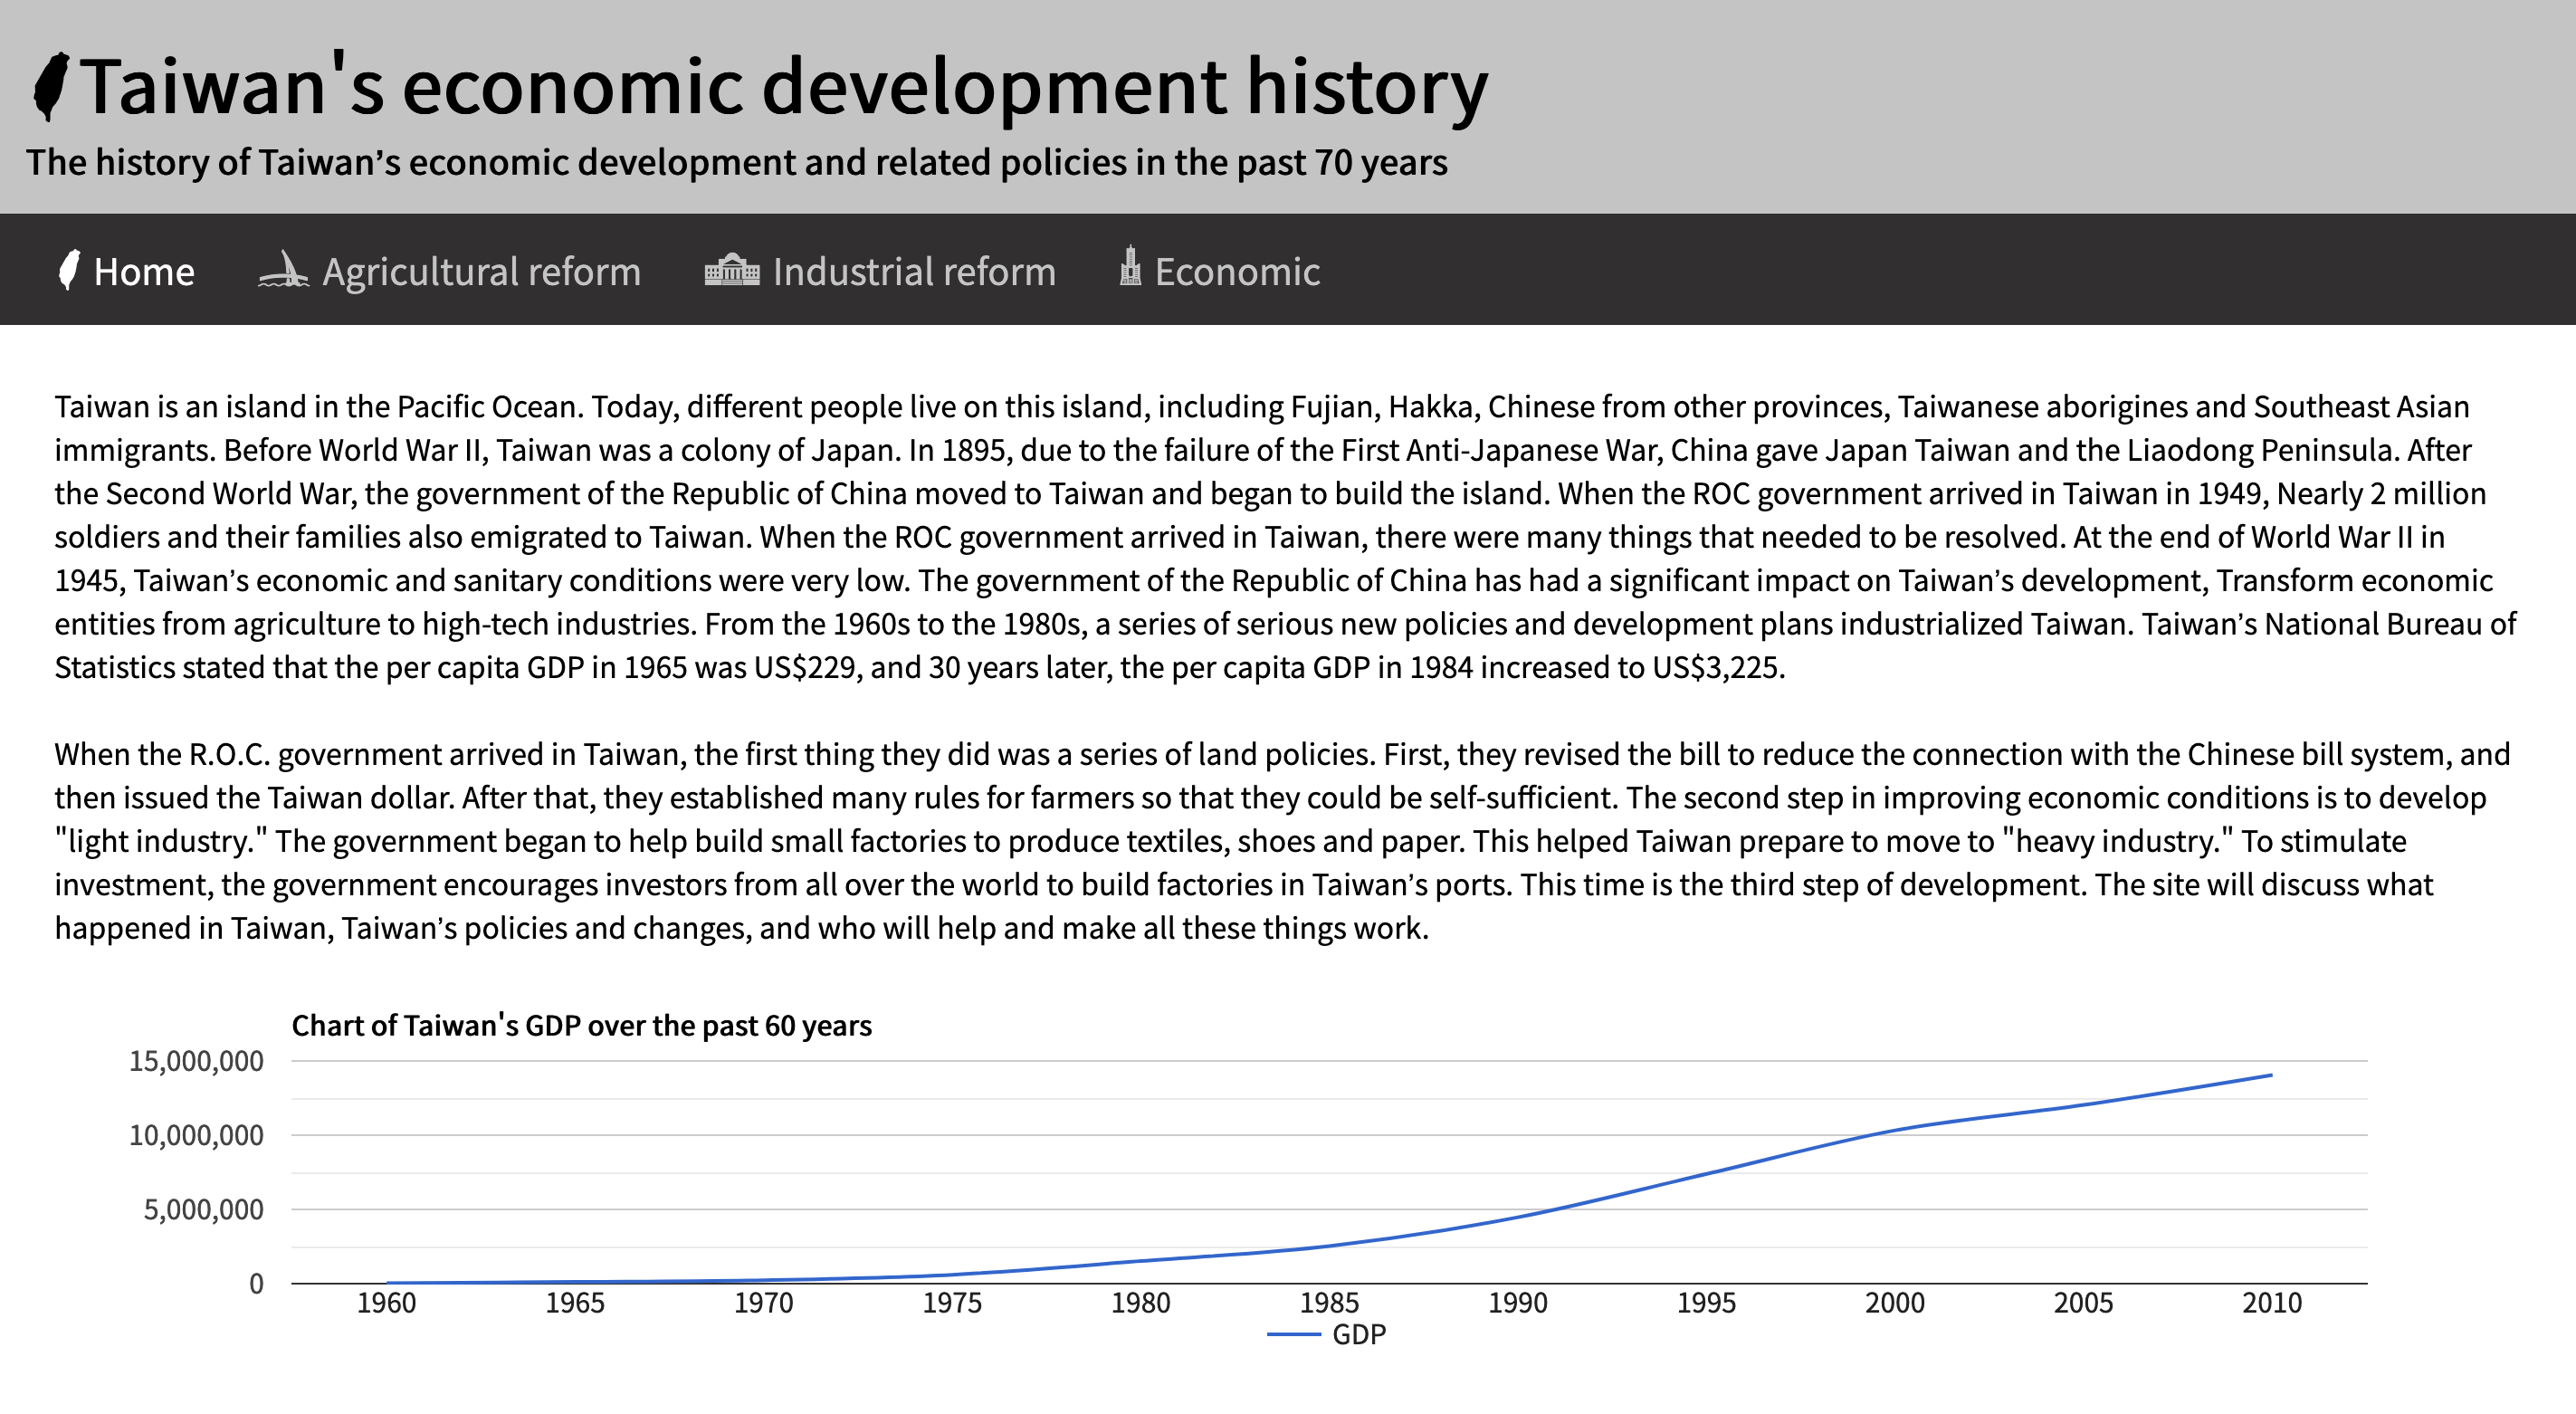 Taiwan's economic development history
The history of Taiwan’s economic development and related policies in the past 70 years
Home Agricultural reform Industrial reform Economic
Taiwan is an island in the Pacific Ocean. Today, different people live on this island, including Fujian, Hakka, Chinese from other provinces, Taiwanese aborigines and Southeast Asian
immigrants. Before World War II, Taiwan was a colony of Japan. In 1895, due to the failure of the First Anti-Japanese War, China gave Japan Taiwan and the Liaodong Peninsula. After
the Second World War, the government of the Republic of China moved to Taiwan and began to build the island. When the ROC government arrived in Taiwan in 1949, Nearly 2 million
soldiers and their families also emigrated to Taiwan. When the ROC government arrived in Taiwan, there were many things that needed to be resolved. At the end of World War II in
1945, Taiwan’s economic and sanitary conditions were very low. The government of the Republic of China has had a significant impact on Taiwan’s development, Transform economic
entities from agriculture to high-tech industries. From the 1960s to the 1980s, a series of serious new policies and development plans industrialized Taiwan. Taiwan’s National Bureau of
Statistics stated that the per capita GDP in 1965 was US$229, and 30 years later, the per capita GDP in 1984 increased to US$3,225.
When the R.O.C. government arrived in Taiwan, the first thing they did was a series of land policies. First, they revised the bill to reduce the connection with the Chinese bill system, and
then issued the Taiwan dollar. After that, they established many rules for farmers so that they could be self-sufficient. The second step in improving economic conditions is to develop
"light industry." The government began to help build small factories to produce textiles, shoes and paper. This helped Taiwan prepare to move to "heavy industry." To stimulate
investment, the government encourages investors from all over the world to build factories in Taiwan’s ports. This time is the third step of development. The site will discuss what
happened in Taiwan, Taiwan’s policies and changes, and who will help and make all these things work.
Chart of Taiwan's GDP over the past 60 years
15,000,000
10,000,000
5,000,000
0
1960 1965 1970 1975 1980 1985 1990 1995 2000 2005 2010
GDP